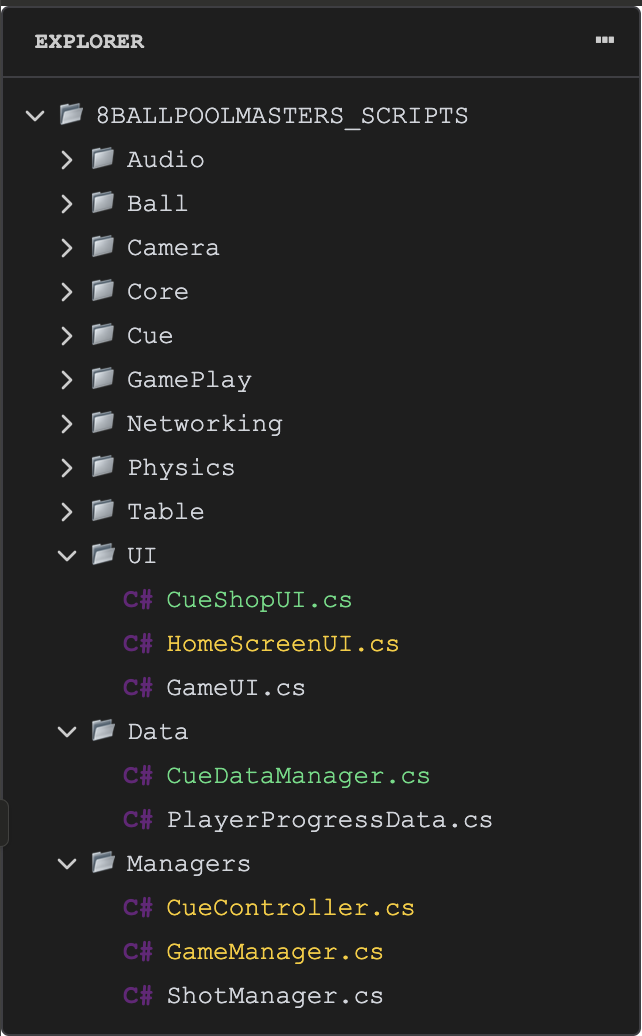 EXPLORER
8BALLPOOLMASTERS_SCRIPTS
Audio
Ball
Camera
Core
Cue
GamePlay
Networking
Physics
Table
UI
C# CueShopUI.cs
C# HomeScreenUI.cs
C# GameUI.cs
Data
C# CueDataManager.cs
C# PlayerProgressData.cs
Managers
C# CueController.cs
C# GameManager.cs
C# ShotManager.cs